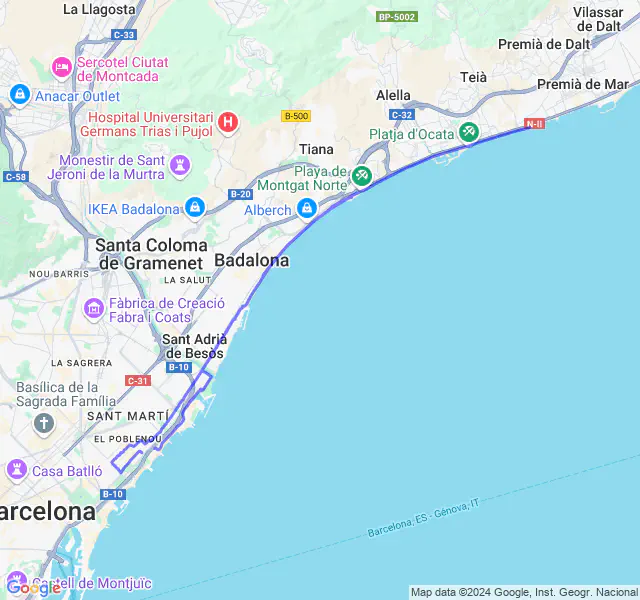 La Llagosta
C-33
BP-5002
Vilassar
de Dalt
Premià de Dalt
Sercotel Ciutat
de Montcada
Teià
Premià de Mar
Anacar Outlet
Alella
Hospital Universitari
Germans Trias i Pujol
H
B-500
C-32
N-II
Platja d'Ocata
Tiana
Monestir de Sant
Jeroni de la Murtra
Playa de
Montgat Norte
C-58
B-20
IKEA Badalona
Alberch
Santa Coloma
de Gramenet
Badalona
NOU BARRIS
LA SALUT
Fàbrica de Creació
Fabra i Coats
Sant Adrià
de Besòs
LA SAGRERA
B-10
C-31
Basílica de la
Sagrada Família
SANT MARTÍ
EL POBLENOU
Casa Batlló
B-10
arcelona
Barcelona, ES - Génova, IT
Castell de Montjuïc
Google
Map data ©2024 Google, Inst. Geogr. Nacional